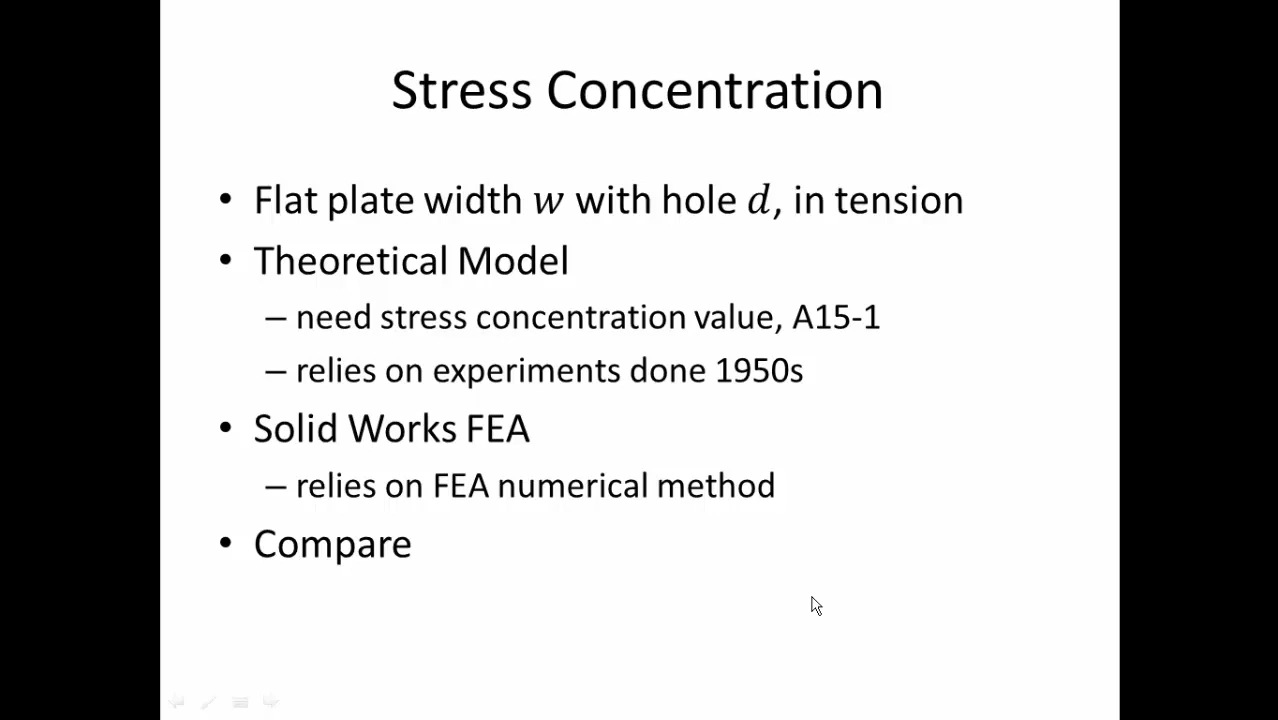 Stress Concentration
• Flat plate width w with hole d, in tension
• Theoretical Model
– need stress concentration value, A15-1
– relies on experiments done 1950s
• Solid Works FEA
– relies on FEA numerical method
• Compare